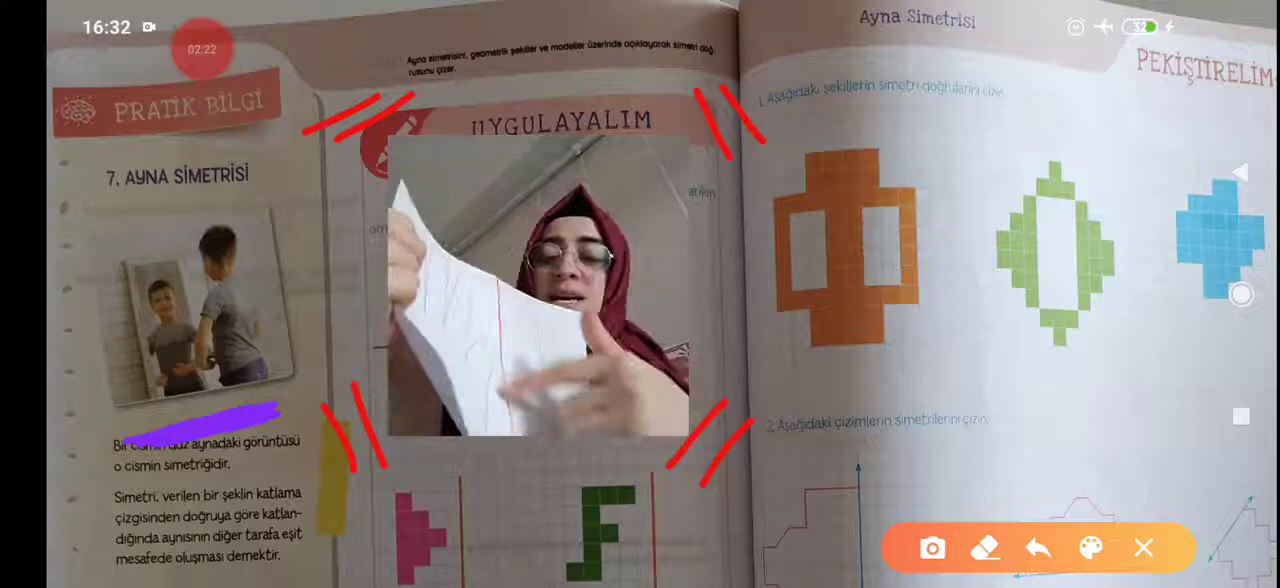 16:32
32
02:22
PRATİK BİLGİ
7. AYNA SİMETRİSİ
Bir cismin düz aynadaki görüntüsü
o cismin simetriğidir.
Simetri, verilen bir şeklin katlama
çizgisinden doğruya göre katlan-
dığında aynısının diğer tarafa eşit
mesafede oluşması demektir.
Ayna simetrisini, geometrik şekiller ve modeller üzerinde açıklayarak simetri doğ
rusunu çizer.
UYGULAYALIM
Ayna Simetrisi
PEKİŞTİRELİM
1. Aşağıdaki şekillerin simetri doğrularını çizin.
2. Aşağıdaki çizimlerin simetrilerini çizin.